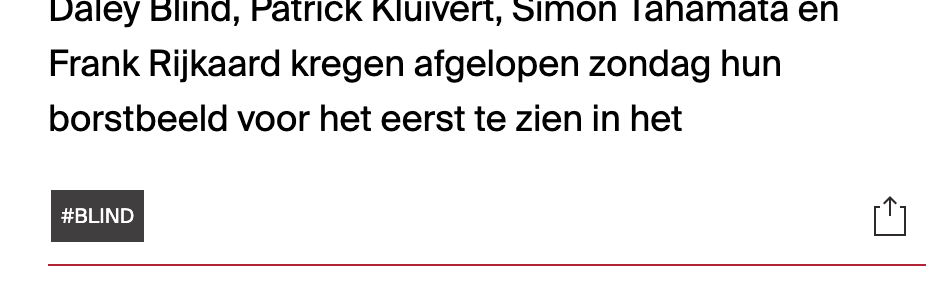 Daley Blind, Patrick Kluivert, Simon Tahamata en
Frank Rijkaard kregen afgelopen zondag hun
borstbeeld voor het eerst te zien in het
#BLIND